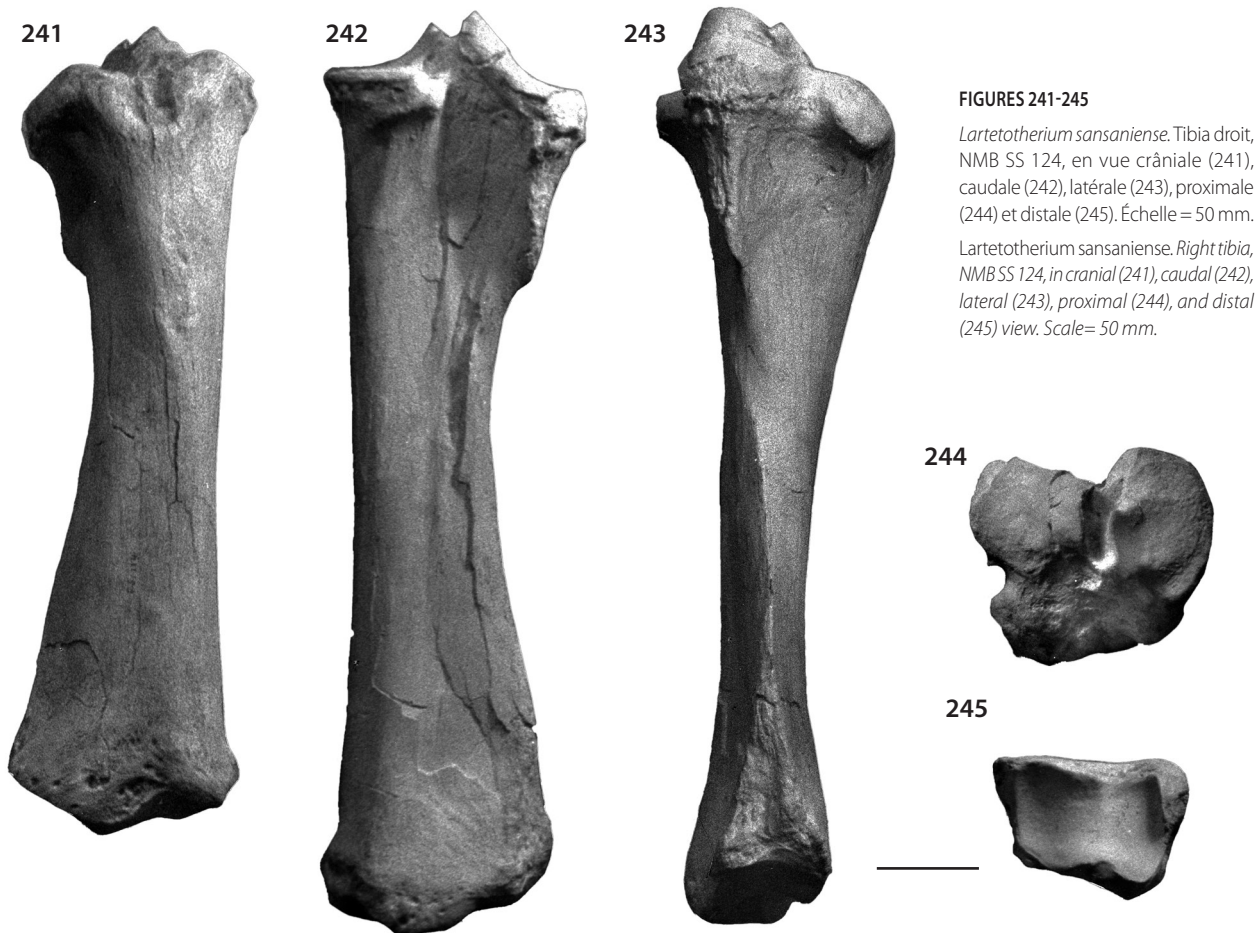 241
242
243
FIGURES 241-245
Lartetotherium sansaniense. Tibia droit,
NMB SS 124, en vue crâniale (241),
caudale (242), latérale (243), proximale
(244) et distale (245). Échelle = 50 mm.
Lartetotherium sansaniense. Right tibia,
NMB SS 124, in cranial (241), caudal (242),
lateral (243), proximal (244), and distal
(245) view. Scale= 50 mm.
244
245